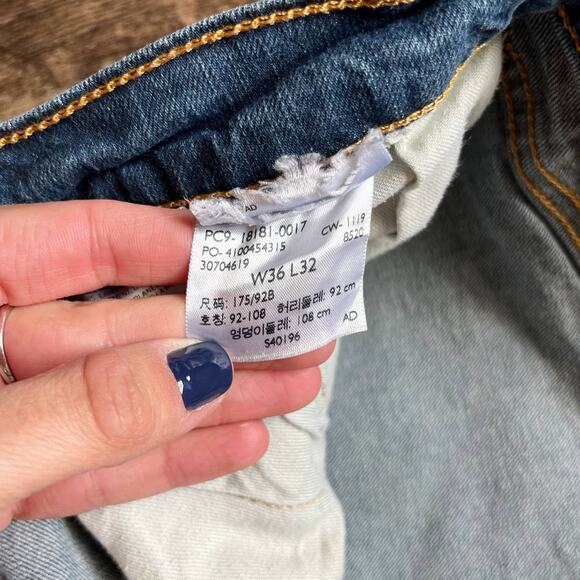 AD
PC9- 18181-0017 CW-1119
PO-4100454315 8520
30704619
W36 L32
尺码: 175/92B 허리둘레: 92 cm
호칭: 92-108 엉덩이둘레: 108 cm
S40196 AD